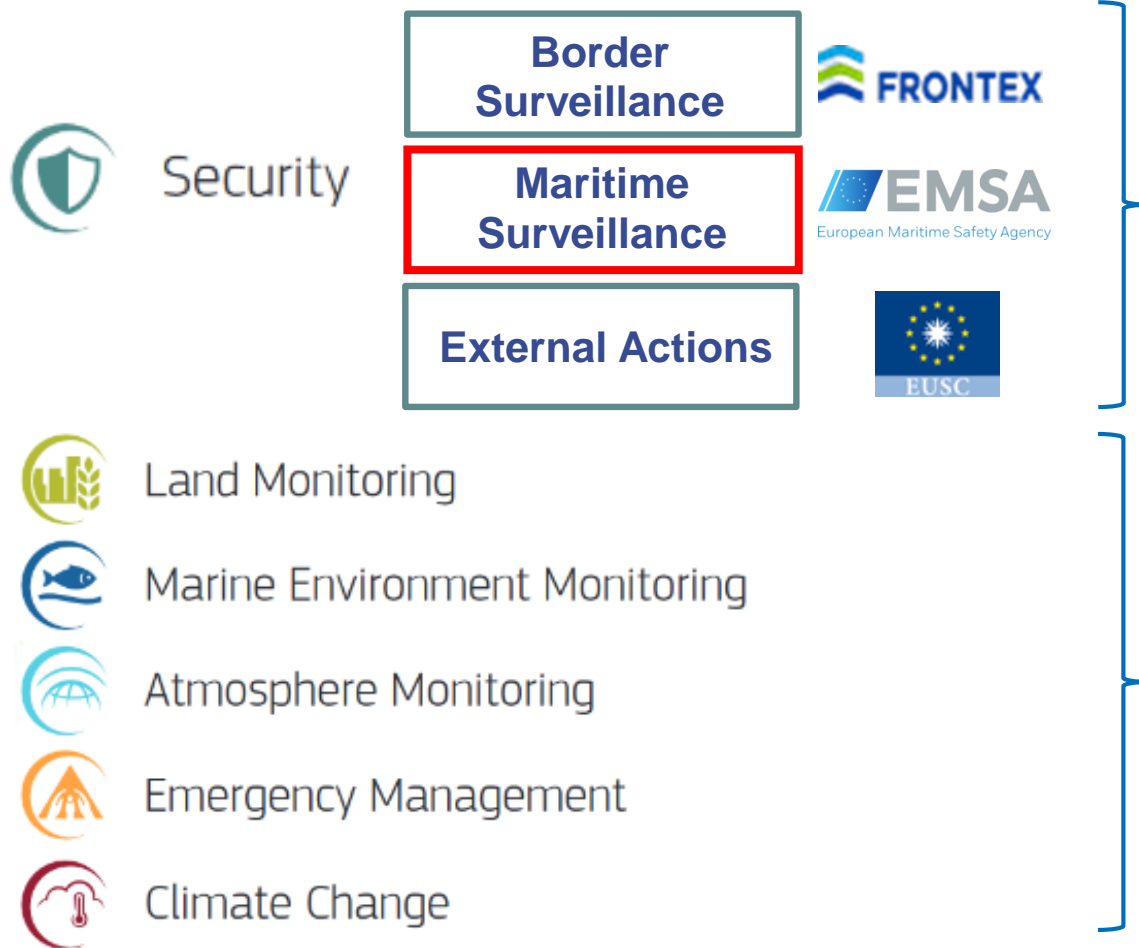 Border
Surveillance
FRONTEX
Security
Maritime
Surveillance
EMSA
European Maritime Safety Agency
External Actions
EUSC
Land Monitoring
Marine Environment Monitoring
Atmosphere Monitoring
Emergency Management
Climate Change